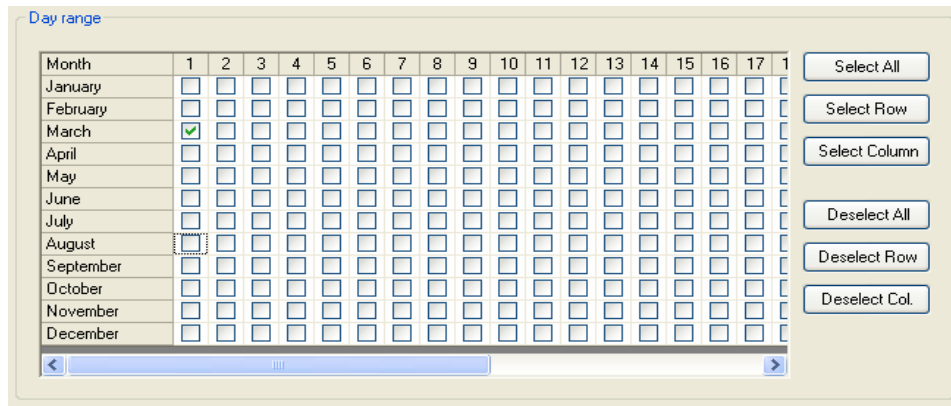 Day range
Month 1 2 3 4 5 6 7 8 9 10 11 12 13 14 15 16 17 1
January
February
March
April
May
June
July
August
September
October
November
December
Select All
Select Row
Select Column
Deselect All
Deselect Row
Deselect Col.